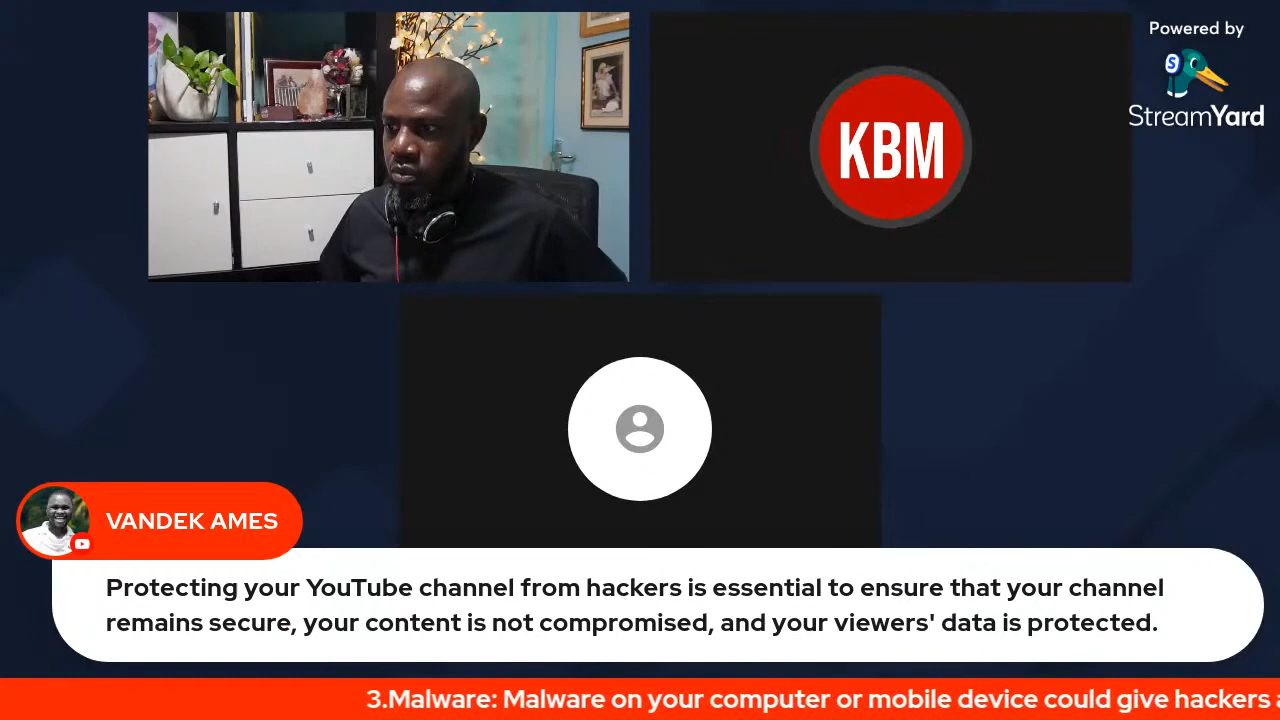 Powered by
S
StreamYard
KBM
VANDEK AMES
Protecting your YouTube channel from hackers is essential to ensure that your channel
remains secure, your content is not compromised, and your viewers' data is protected.
3.Malware: Malware on your computer or mobile device could give hackers